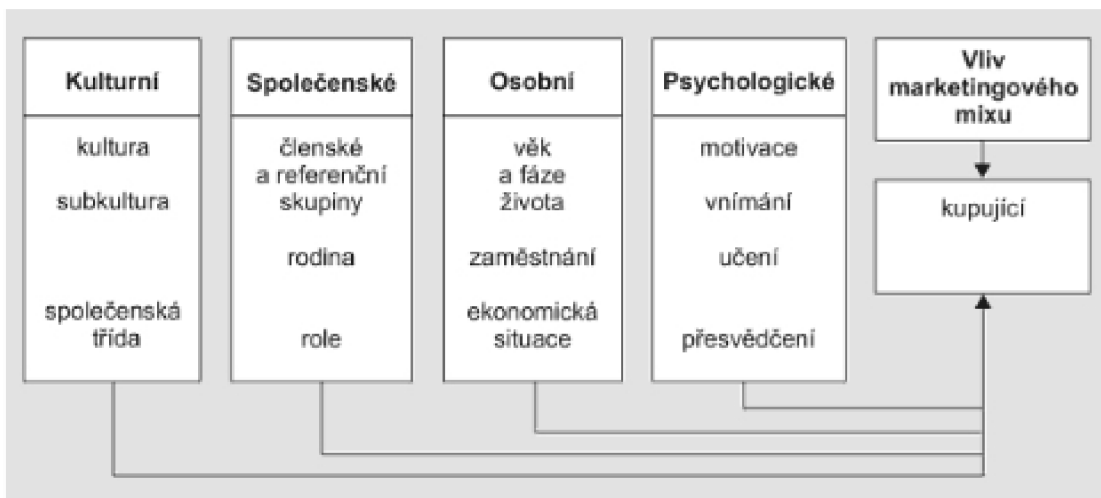 Kulturní
kultura
subkultura
společenská
třída
Společenské
členské
a referenční
skupiny
rodina
role
Osobní
věk
a fáze
života
zaměstnání
ekonomická
situace
Psychologické
motivace
vnímání
učení
přesvědčení
Vliv
marketingového
mixu
kupující